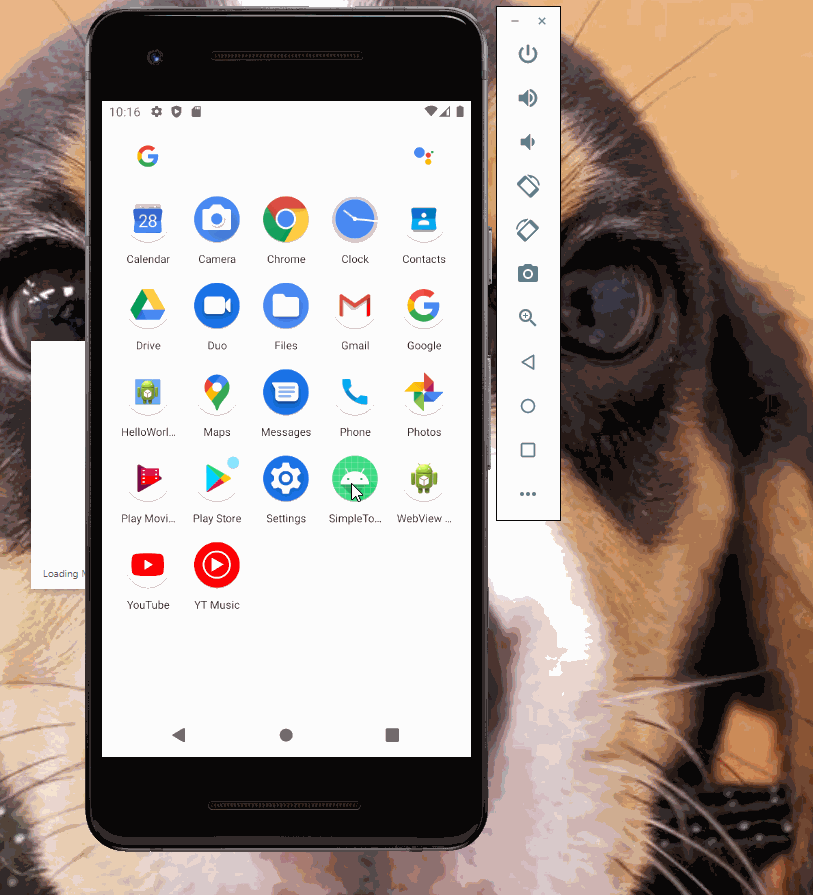 10:16
28
Calendar
Camera
Chrome
Clock
Contacts
Drive
Duo
Files
Gmail
Google
HelloWorl...
Maps
Messages
Phone
Photos
Play Movi...
Play Store
Settings
SimpleTo...
WebView ...
YouTube
YT Music
Loading